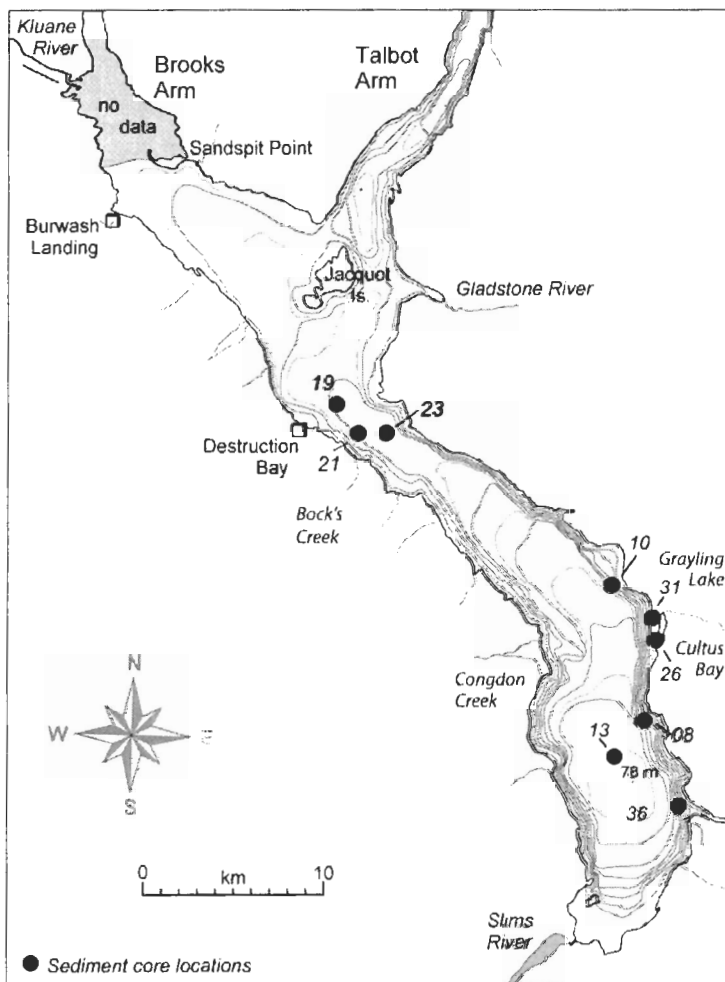 Kluane
River
Brooks
Arm
Talbot
Arm
no
data
Sandspit Point
Burwash
Landing
Jacquot
Is.
Gladstone River
19
23
Destruction
Bay
21
Bock's
Creek
10
Grayling
Lake
31
Cultus
Bay
26
Congdon
Creek
08
13
78 m
36
N
W
S
0
10
km
Slims
River
Sediment core locations